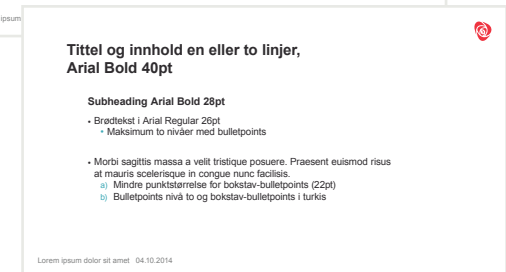 ipsum
Tittel og innhold en eller to linjer,
Arial Bold 40pt
Subheading Arial Bold 28pt
• Brødtekst i Arial Regular 26pt
• Maksimum to nivåer med bulletpoints
• Morbi sagittis massa a velit tristique posuere. Praesent euismod risus
at mauris scelerisque in congue nunc facilisis.
a) Mindre punktstørrelse for bokstav-bulletpoints (22pt)
b) Bulletpoints nivå to og bokstav-bulletpoints i turkis
Lorem ipsum dolor sit amet 04.10.2014